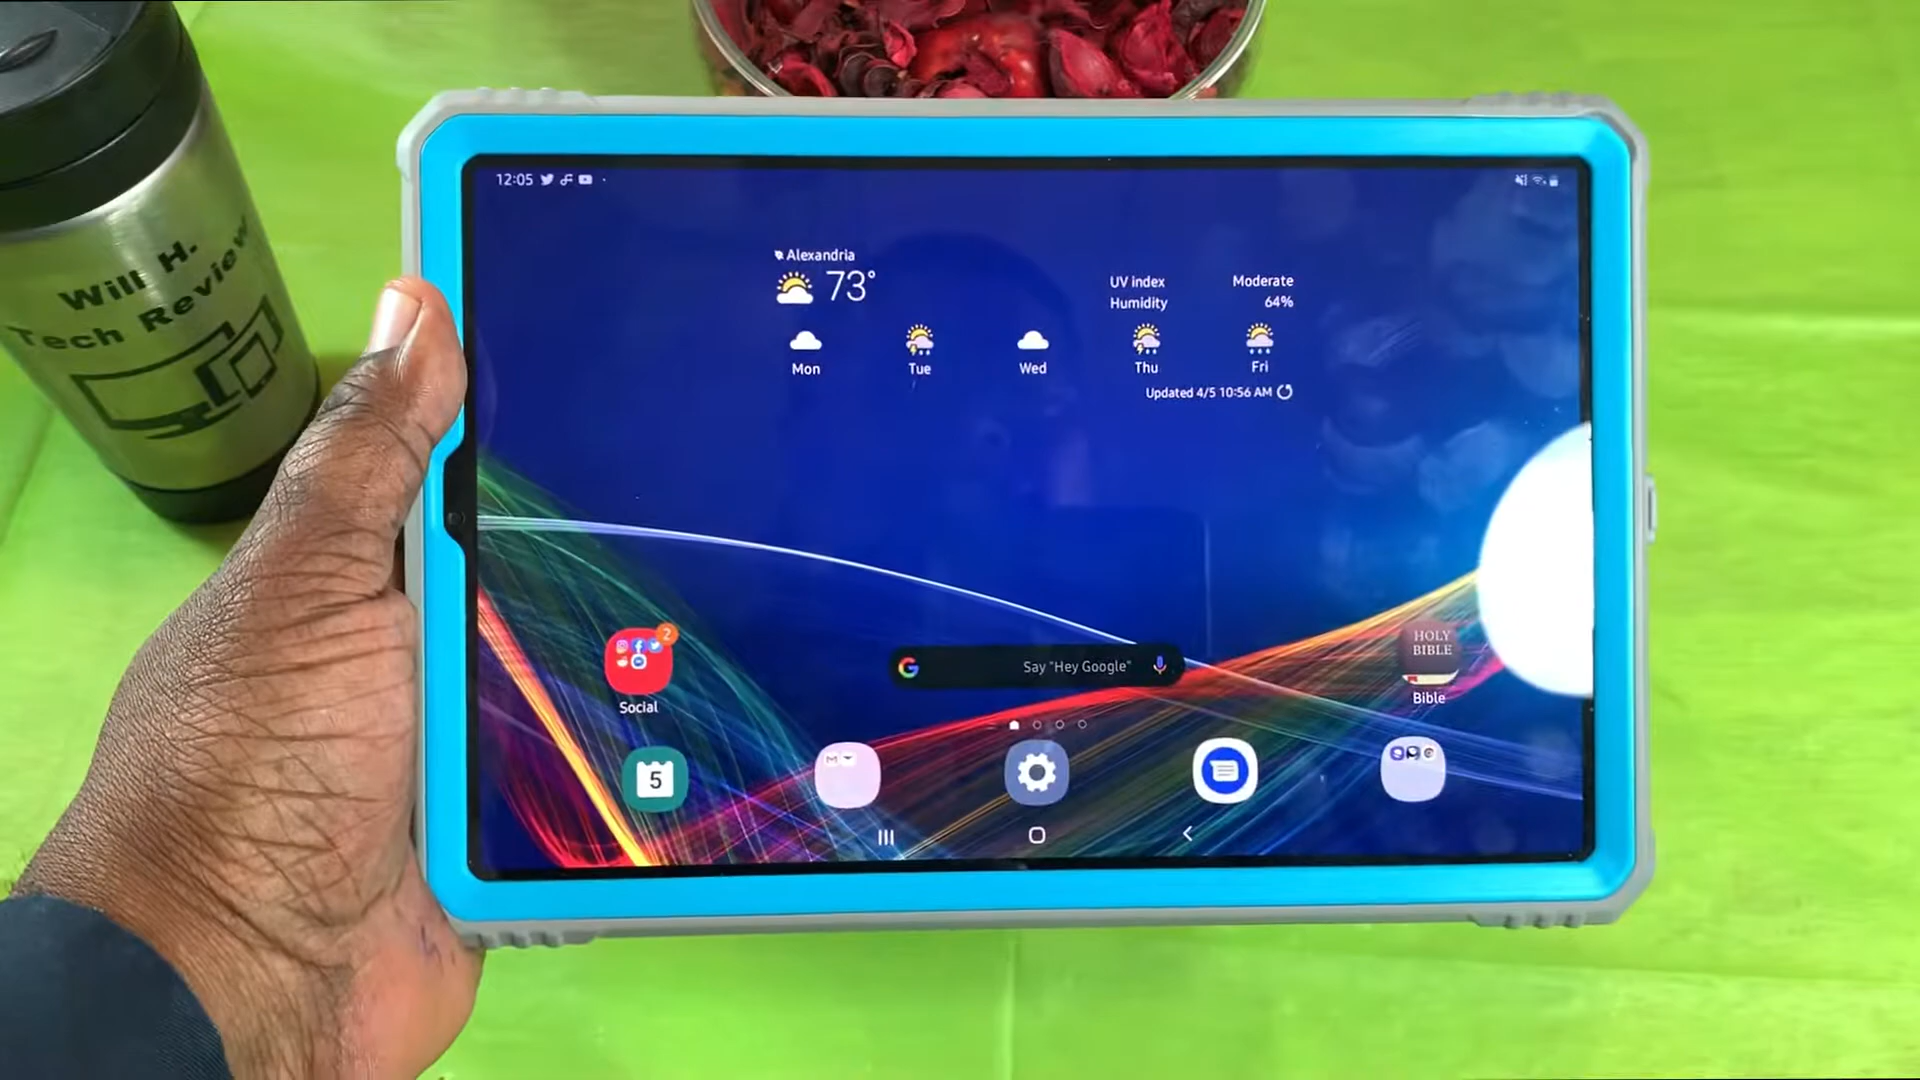 Will H.
Tech Review
12:05
Alexandria
73°
UV index Moderate
Humidity 64%
Mon Tue Wed Thu Fri
Updated 4/5 10:56 AM
2
HOLY
BIBLE
G Say "Hey Google"
Social
Bible
5